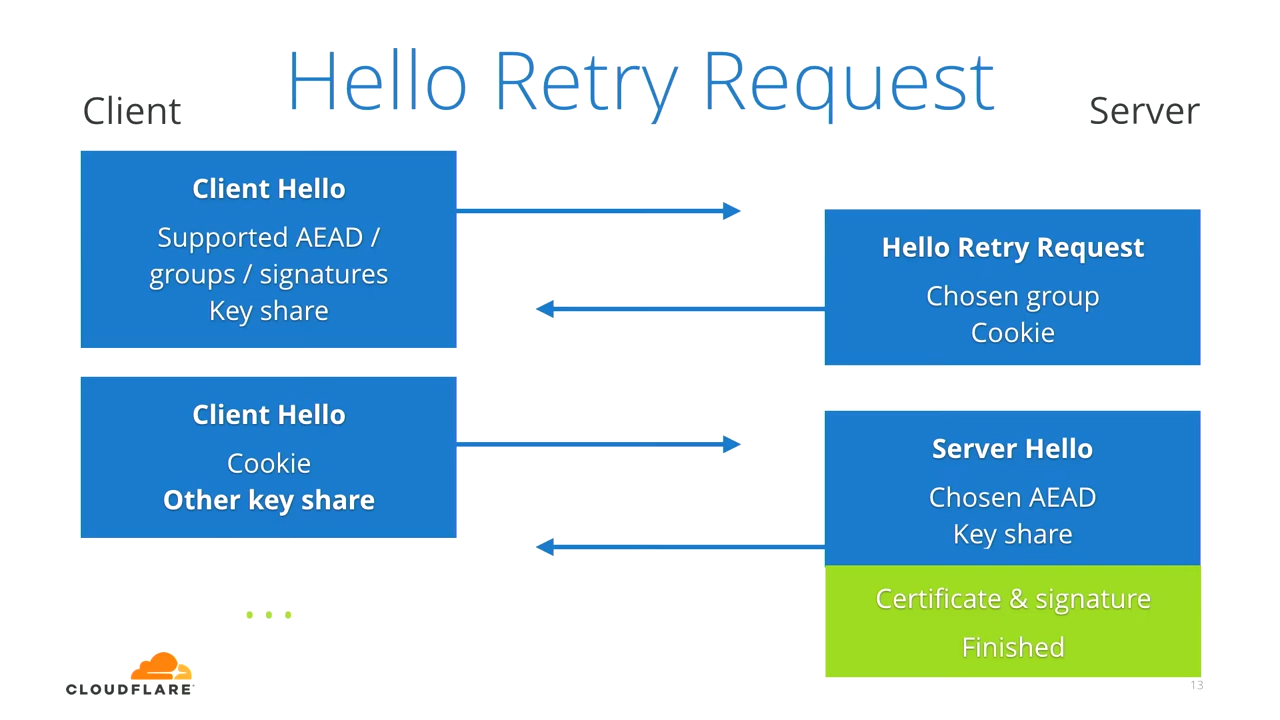 Hello Retry Request
Client
Server
Client Hello
Supported AEAD /
groups / signatures
Key share
Hello Retry Request
Chosen group
Cookie
Client Hello
Cookie
Other key share
Server Hello
Chosen AEAD
Key share
Certificate & signature
Finished
...
CLOUDFLARE
13